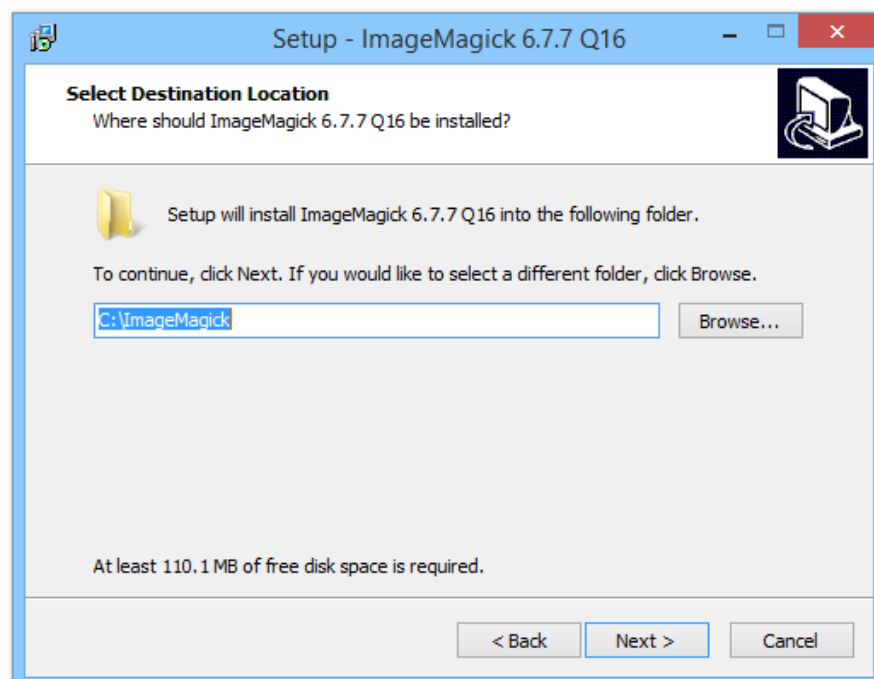 Setup - ImageMagick 6.7.7 Q16
Select Destination Location
Where should ImageMagick 6.7.7 Q16 be installed?
Setup will install ImageMagick 6.7.7 Q16 into the following folder.
To continue, click Next. If you would like to select a different folder, click Browse.
C:\ImageMagick
Browse...
At least 110.1 MB of free disk space is required.
< Back Next > Cancel